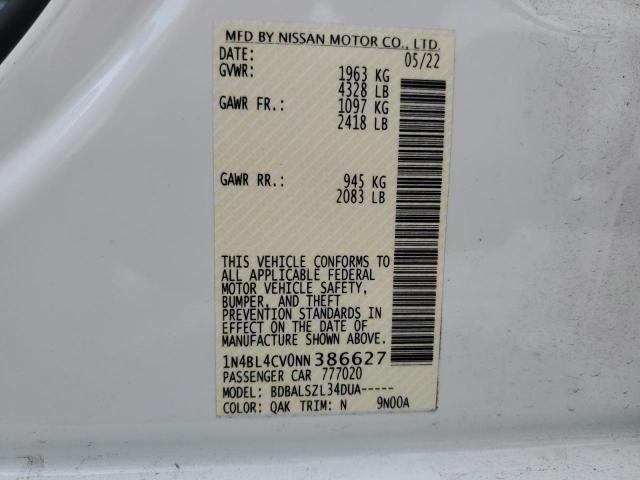 MFD BY NISSAN MOTOR CO., LTD.
DATE: 05/22
GVWR: 1963 KG
4328 LB
GAWR FR.: 1097 KG
2418 LB
GAWR RR.: 945 KG
2083 LB
THIS VEHICLE CONFORMS TO
ALL APPLICABLE FEDERAL
MOTOR VEHICLE SAFETY,
BUMPER, AND THEFT
PREVENTION STANDARDS IN
EFFECT ON THE DATE OF
MANUFACTURE SHOWN ABOVE.
1N4BL4CV0NN386627
PASSENGER CAR 777020
MODEL: BDBALSZL34DUA-----
COLOR: QAK TRIM: N 9N00A